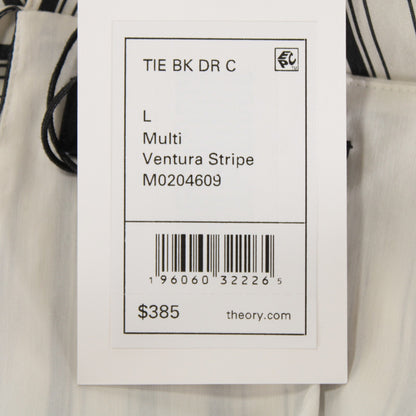 TIE BK DR C
L
Multi
Ventura Stripe
M0204609
1 96060 32226 5
$385 theory.com